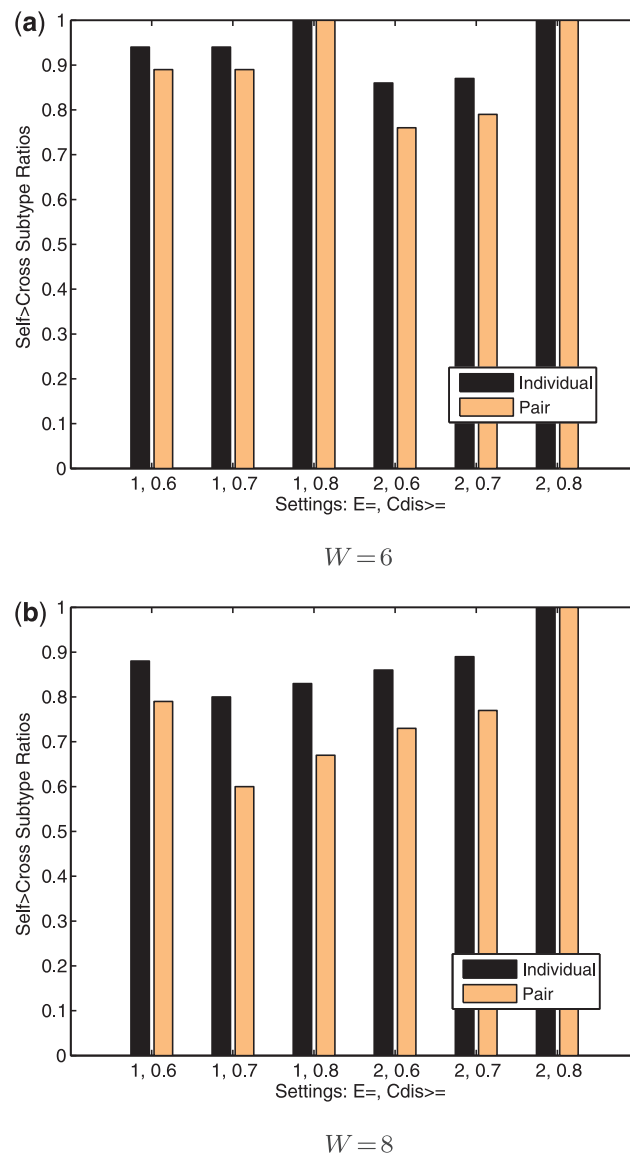 (a)
1
0.9
0.8
0.7
0.6
0.5
0.4
0.3
0.2
0.1
0
Self>Cross Subtype Ratios
Individual
Pair
1, 0.6 1, 0.7 1, 0.8 2, 0.6 2, 0.7 2, 0.8
Settings: E=, Cdis>=
W=6
(b)
1
0.9
0.8
0.7
0.6
0.5
0.4
0.3
0.2
0.1
0
Self>Cross Subtype Ratios
Individual
Pair
1, 0.6 1, 0.7 1, 0.8 2, 0.6 2, 0.7 2, 0.8
Settings: E=, Cdis>=
W=8